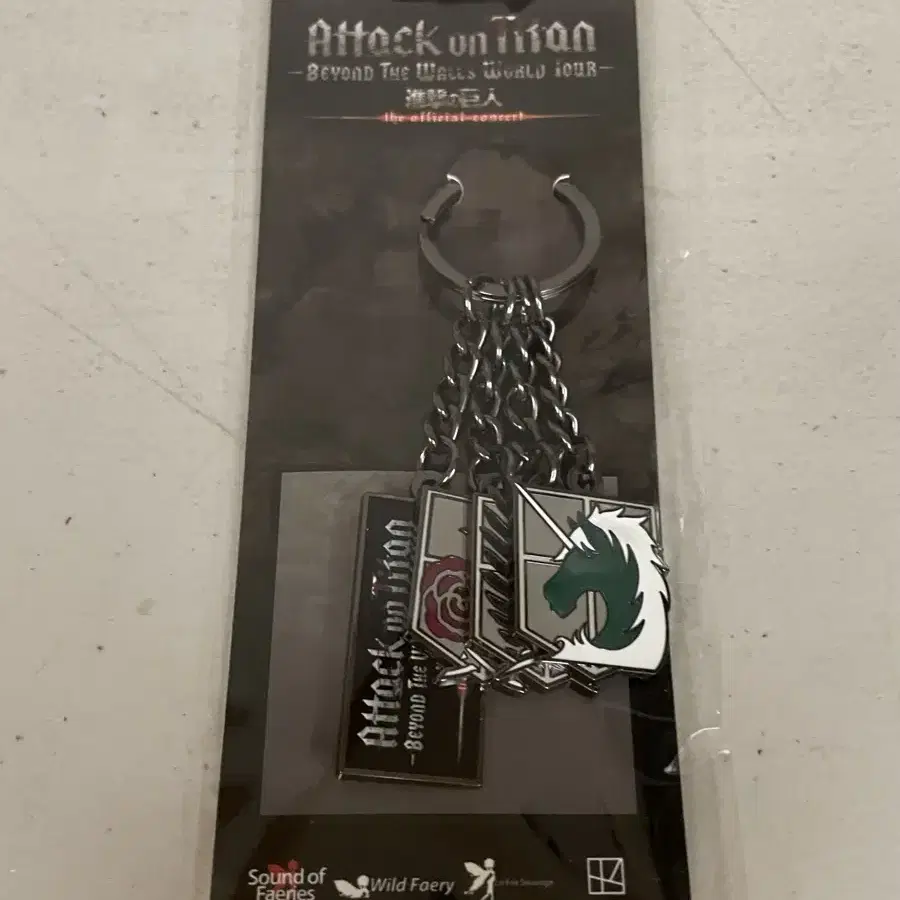 Attack on Titan
-Beyond The Walls World Tour-
進撃の巨人
the official concert
Attack on Titan
-Beyond The W
Sound of
Faeries
Wild Faery